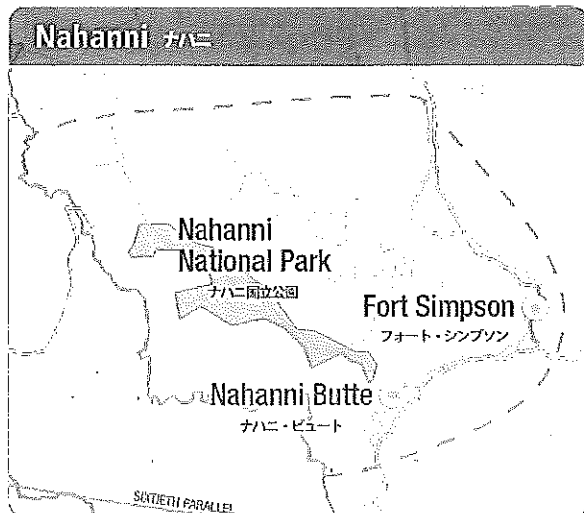 Nahanni ナハニ
Nahanni
National Park
ナハニ国立公園
Fort Simpson
フォート・シンプソン
Nahanni Butte
ナハニ・ビュート
SIXTIETH PARALLEL